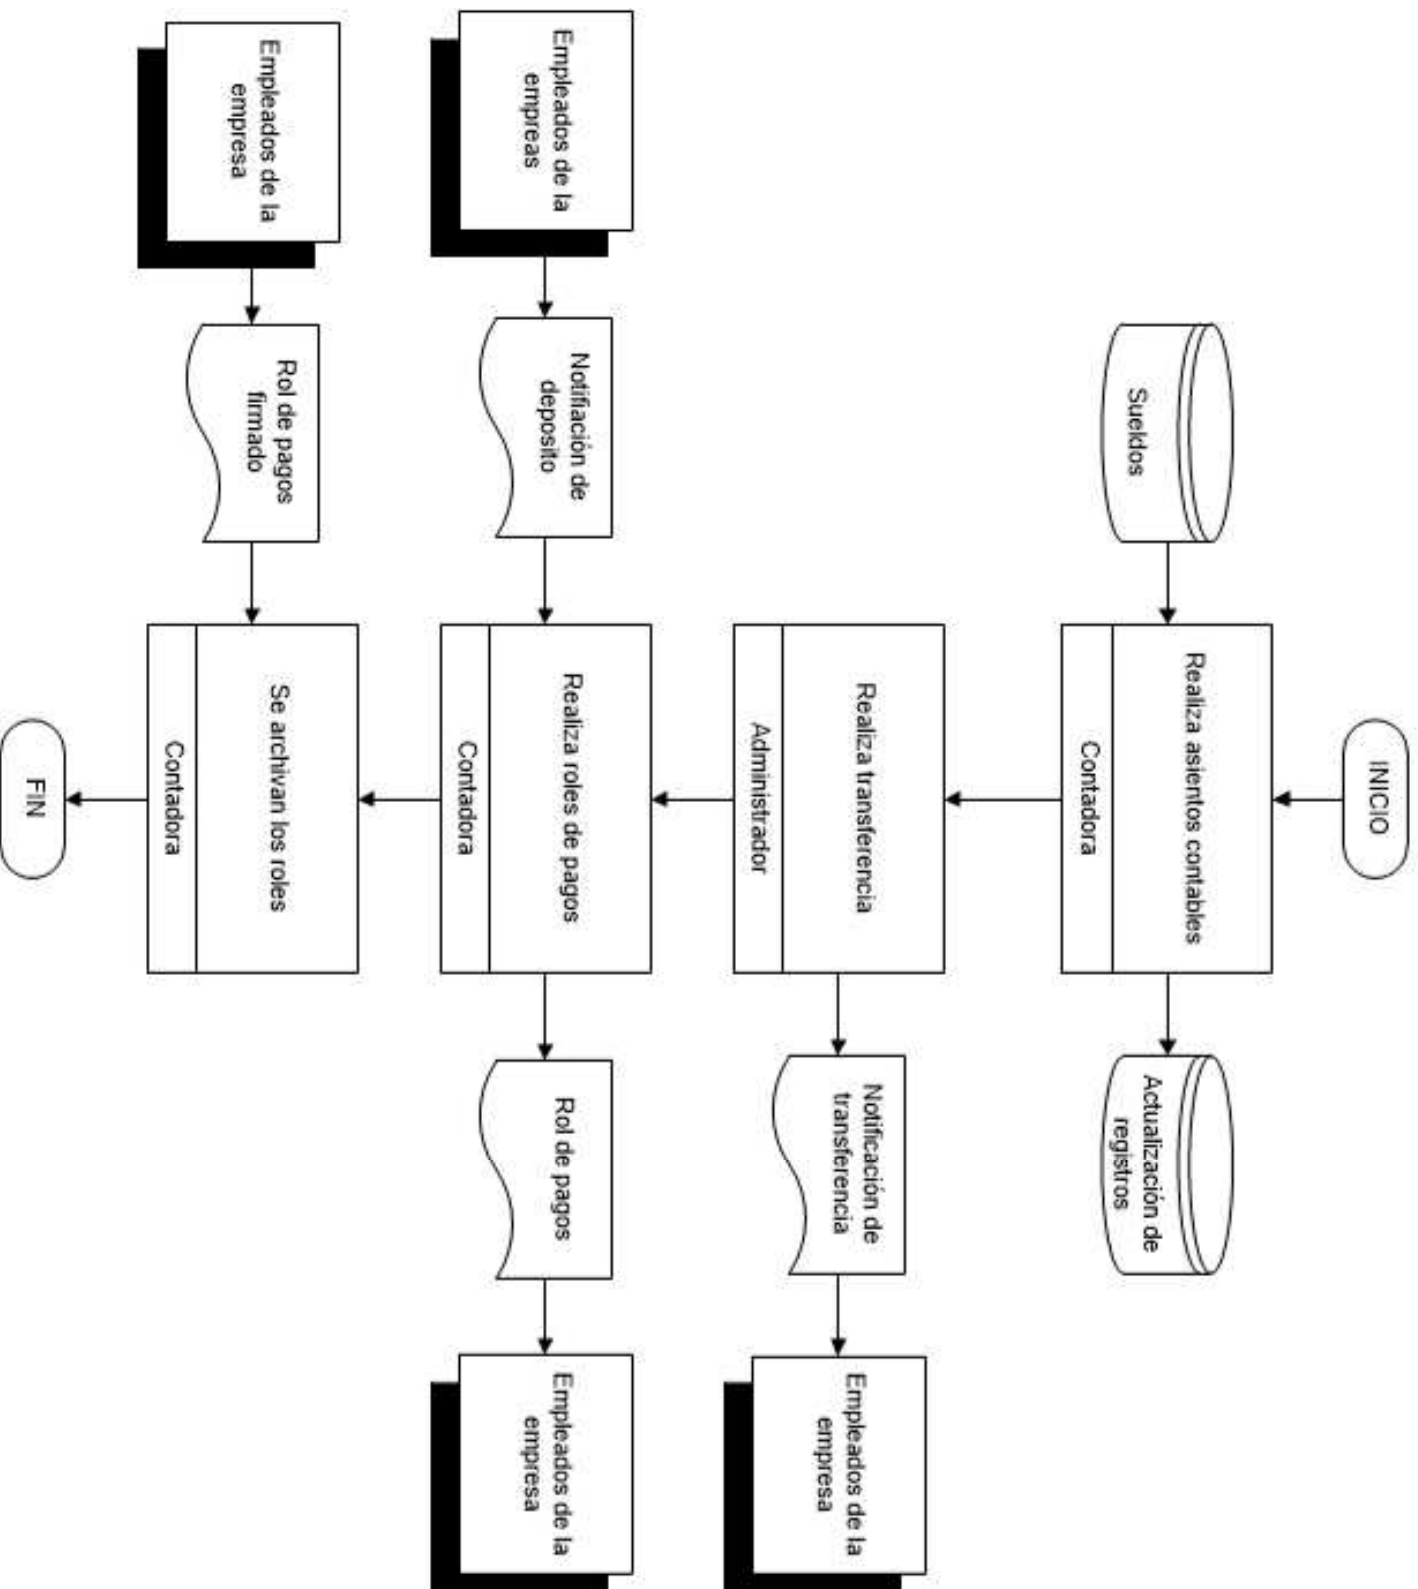 INICIO
Sueldos
Realiza asientos contables
Contadora
Actualización de
registros
Realiza transferencia
Administrador
Notificación de
transferencia
Empleados de la
empresa
Empleados de la
empreas
Notifiación de
deposito
Realiza roles de pagos
Contadora
Rol de pagos
Empleados de la
empresa
Empleados de la
empresa
Rol de pagos
firmado
Se archivan los roles
Contadora
FIN